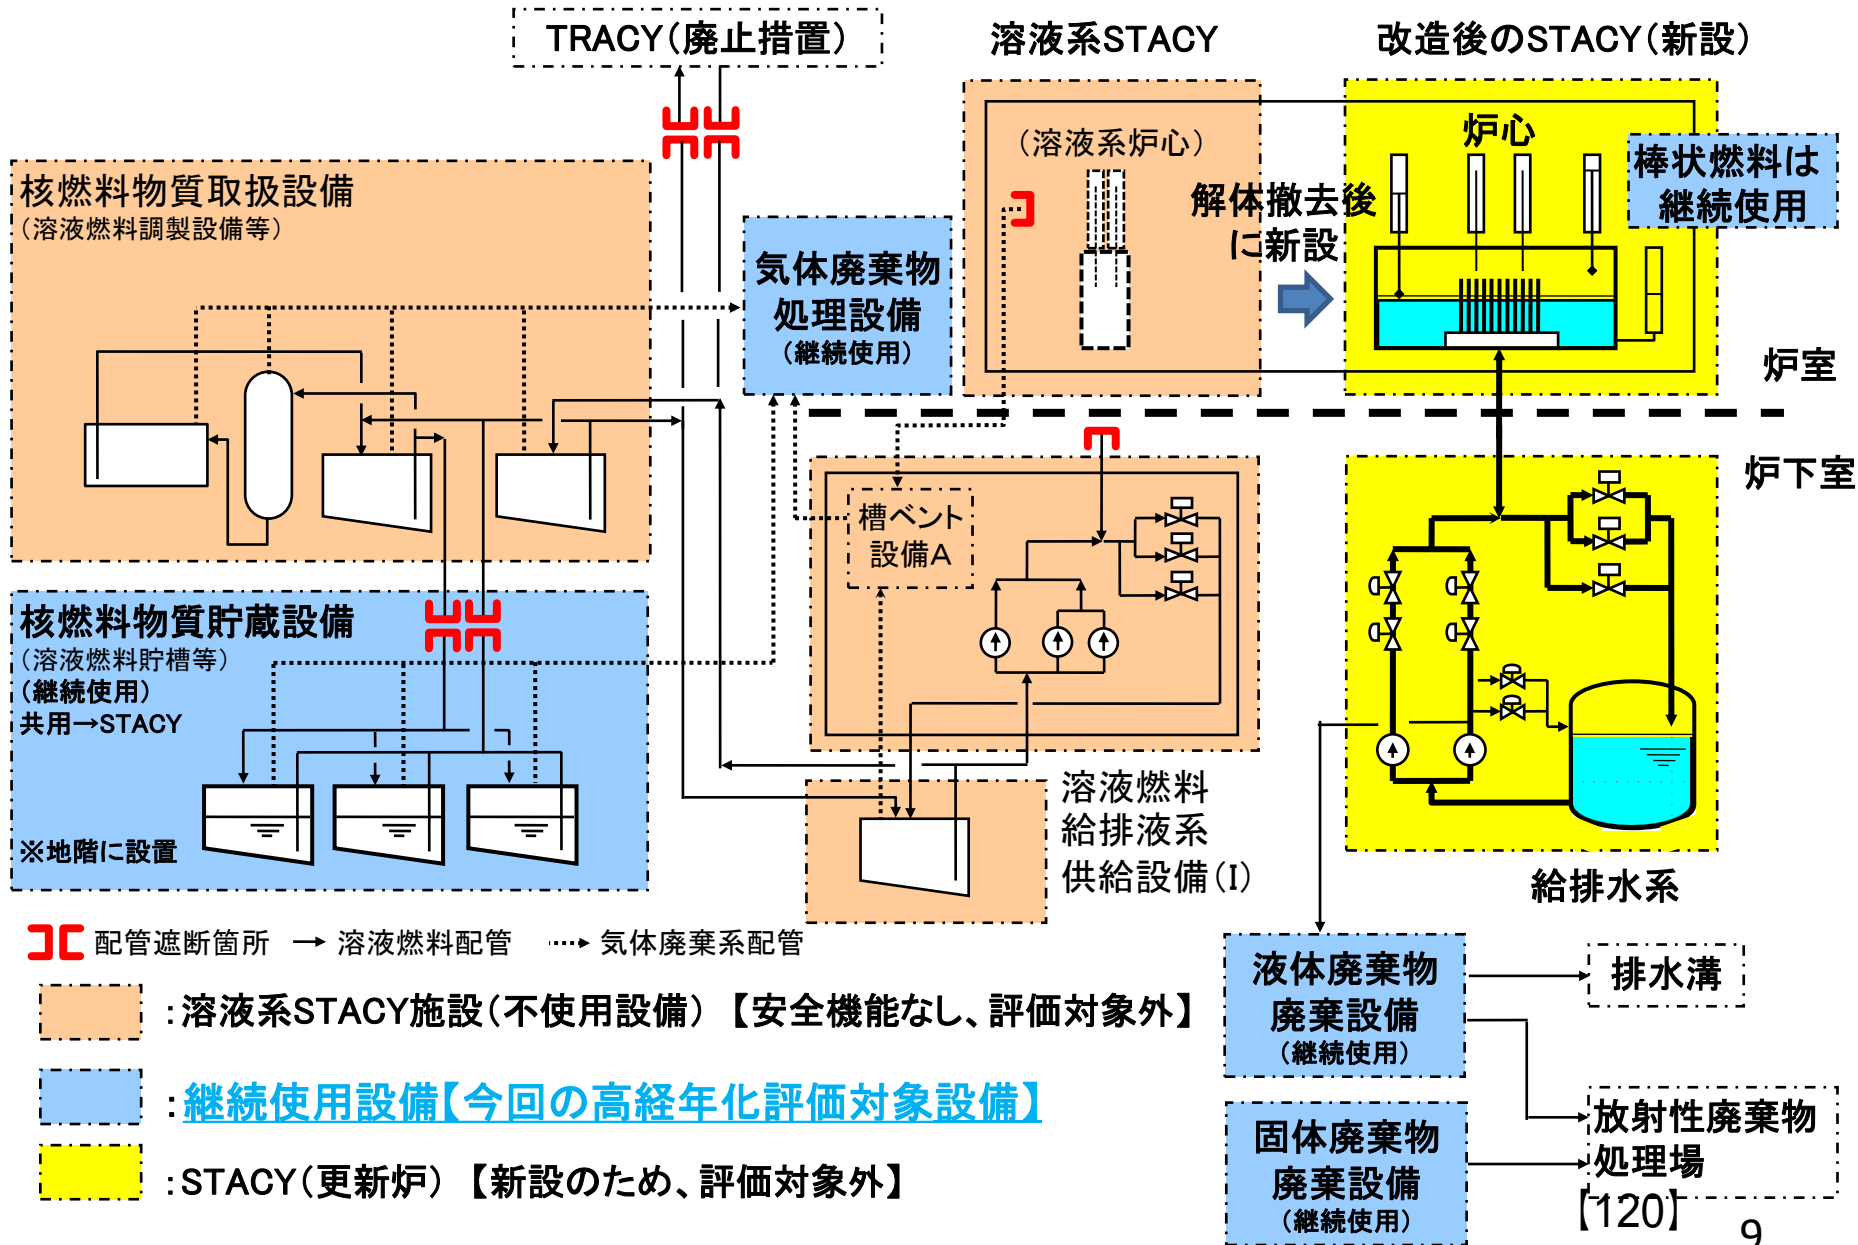 TRACY(廃止措置)
溶液系STACY
改造後のSTACY(新設)
(溶液系炉心)
炉心
棒状燃料は
継続使用
核燃料物質取扱設備
(溶液燃料調製設備等)
解体撤去後
に新設
気体廃棄物
処理設備
(継続使用)
炉室
炉下室
槽ベント
設備A
核燃料物質貯蔵設備
(溶液燃料貯槽等)
(継続使用)
共用→STACY
※地階に設置
溶液燃料
給排液系
供給設備(Ⅰ)
給排水系
配管遮断箇所
溶液燃料配管
気体廃棄系配管
液体廃棄物
廃棄設備
(継続使用)
排水溝
:溶液系STACY施設(不使用設備)【安全機能なし、評価対象外】
:継続使用設備【今回の高経年化評価対象設備】
:STACY(更新炉)【新設のため、評価対象外】
固体廃棄物
廃棄設備
(継続使用)
放射性廃棄物
処理場
【120】
9